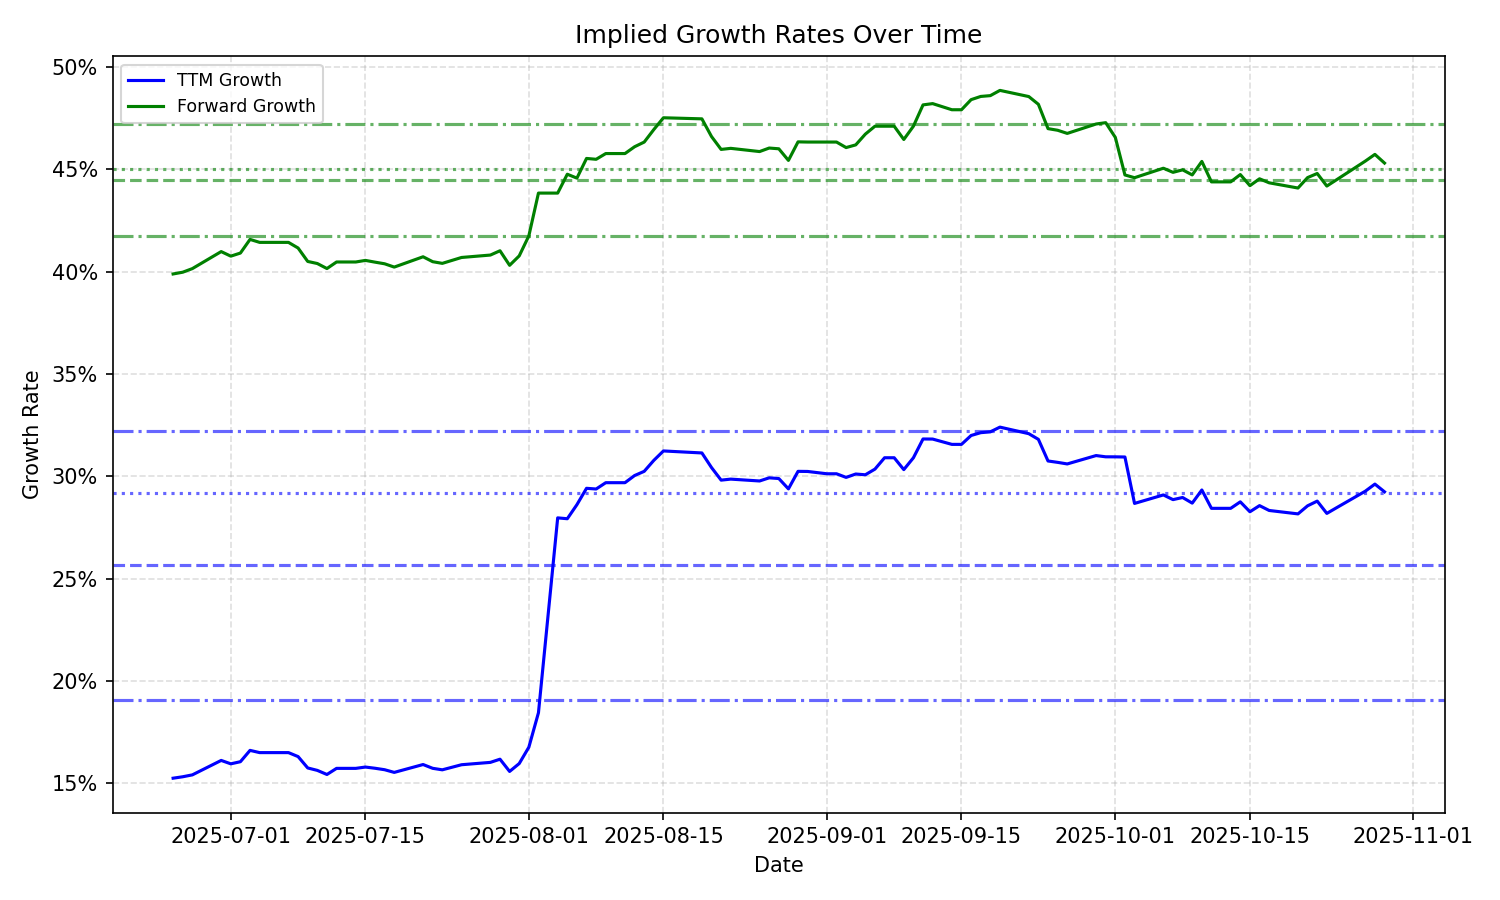 Implied Growth Rates Over Time
TTM Growth
Forward Growth
50%
45%
40%
35%
30%
25%
20%
15%
Growth Rate
2025-07-01 2025-07-15 2025-08-01 2025-08-15 2025-09-01 2025-09-15 2025-10-01 2025-10-15 2025-11-01
Date